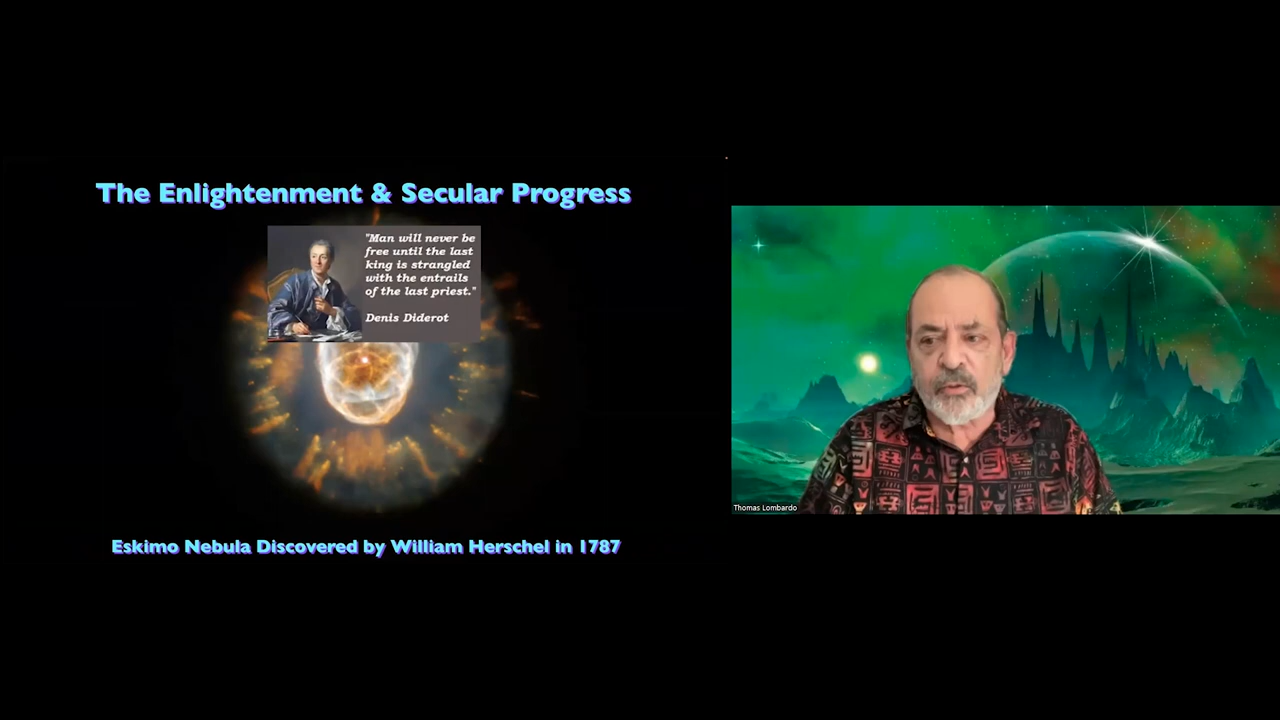 The Enlightenment & Secular Progress
"Man will never be
free until the last
king is strangled
with the entrails
of the last priest."
Denis Diderot
Eskimo Nebula Discovered by William Herschel in 1787
Thomas Lombardo